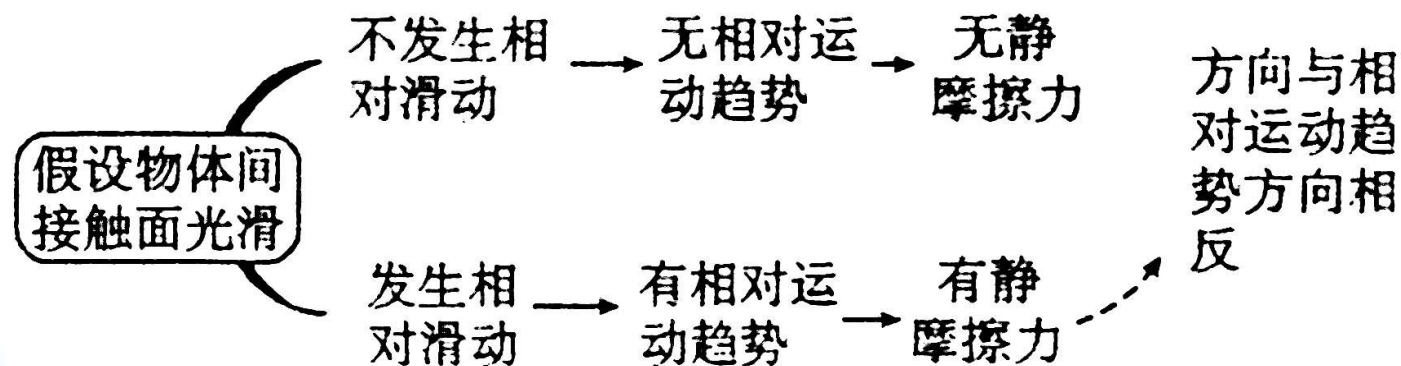 假设物体间
接触面光滑
不发生相
对滑动
无相对运
动趋势
无静
摩擦力
发生相
对滑动
有相对运
动趋势
有静
摩擦力
方向与相
对运动趋
势方向相
反